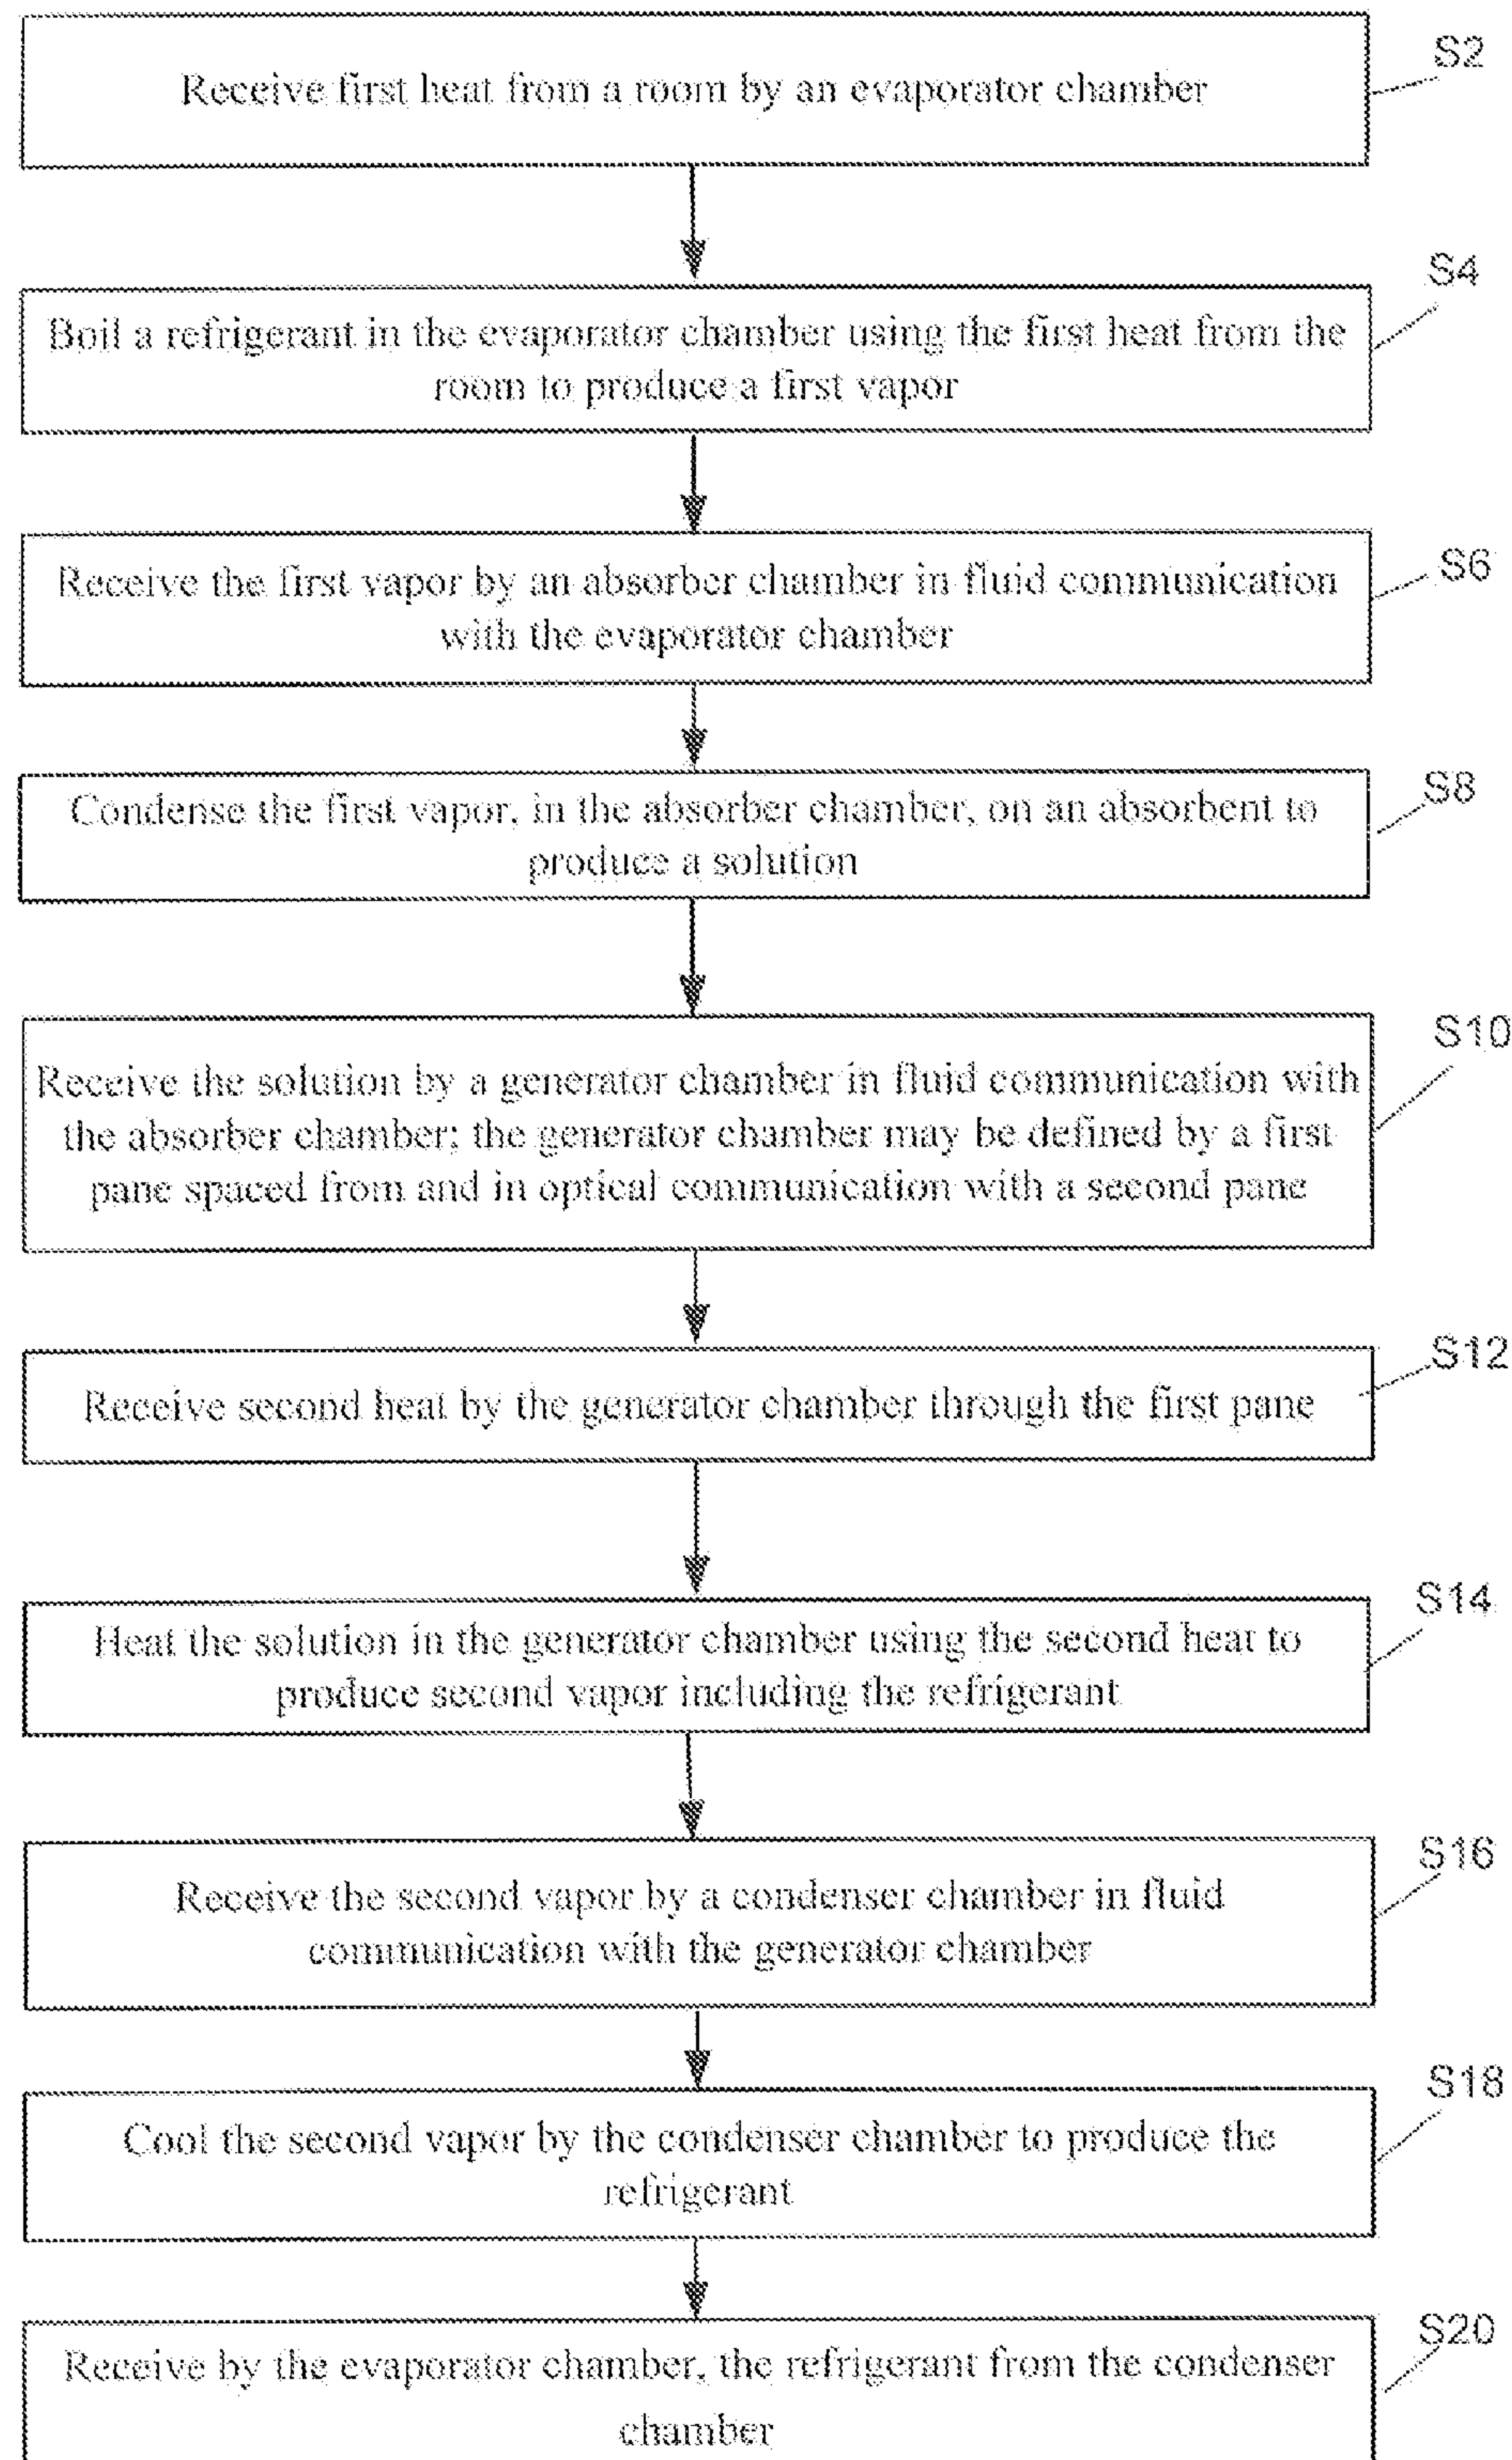 Receive first heat from a room by an evaporator chamber
S2
Boil a refrigerant in the evaporator chamber using the first heat from the
room to produce a first vapor
S4
Receive the first vapor by an absorber chamber in fluid communication
with the evaporator chamber
S6
Condense the first vapor, in the absorber chamber, on an absorbent to
produce a solution
S8
Receive the solution by a generator chamber in fluid communication with
the absorber chamber; the generator chamber may be defined by a first
pane spaced from and in optical communication with a second pane
S10
Receive second heat by the generator chamber through the first pane
S12
Heat the solution in the generator chamber using the second heat to
produce second vapor including the refrigerant
S14
Receive the second vapor by a condenser chamber in fluid
communication with the generator chamber
S16
Cool the second vapor by the condenser chamber to produce the
refrigerant
S18
Receive by the evaporator chamber, the refrigerant from the condenser
chamber
S20